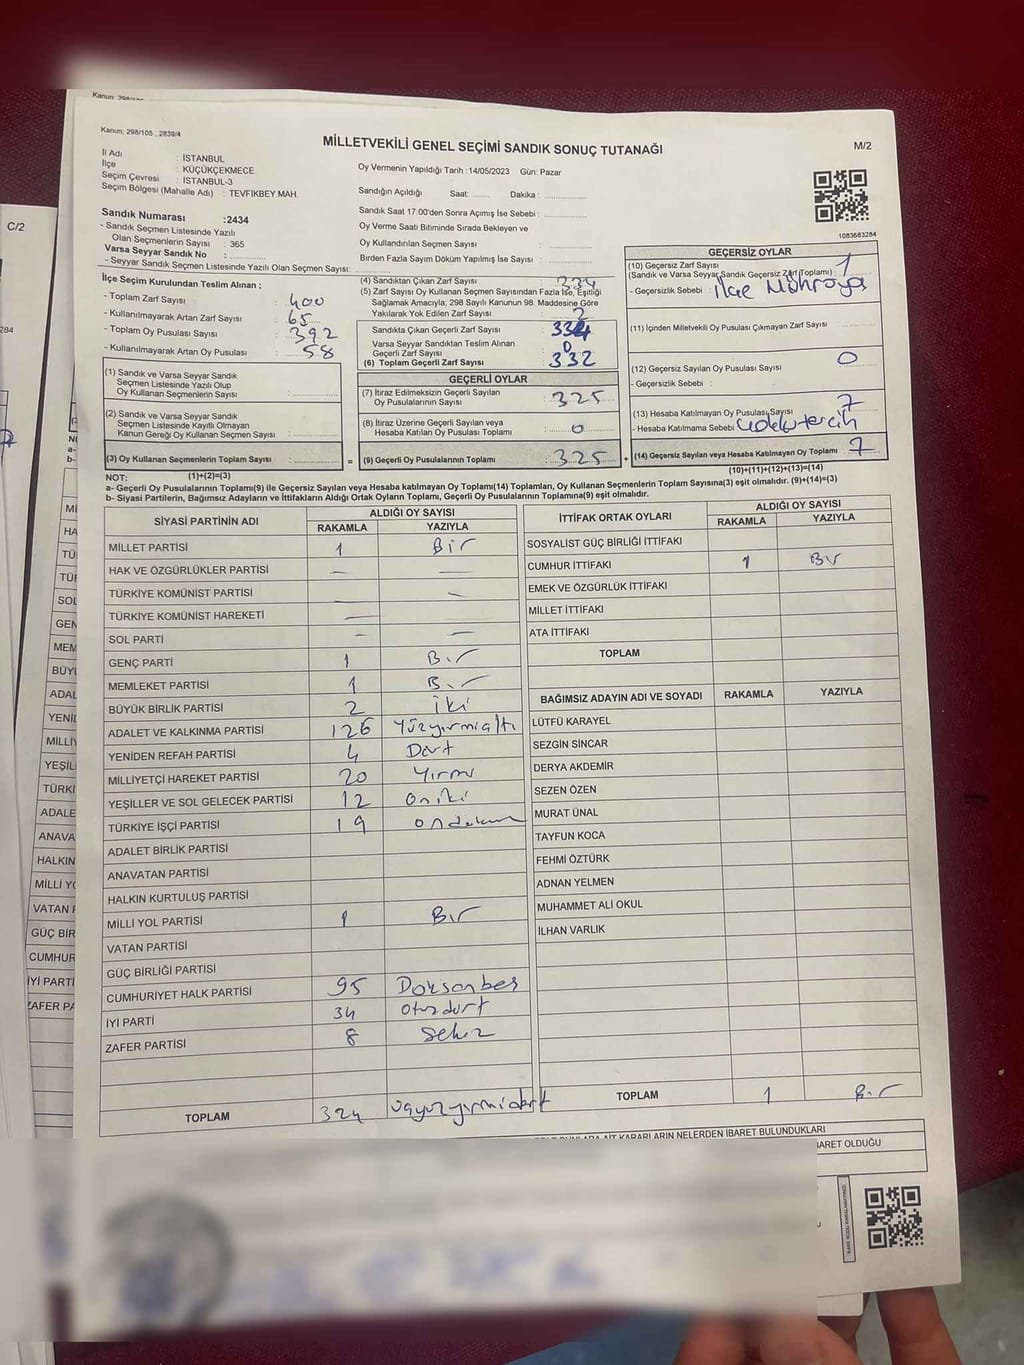 Kanun; 298/105 , 2839/4
MİLLETVEKİLİ GENEL SEÇİMİ SANDIK SONUÇ TUTANAĞI
M/2
İl Adı : İSTANBUL
İlçe : KÜÇÜKÇEKMECE
Seçim Çevresi : İSTANBUL-3
Seçim Bölgesi (Mahalle Adı) : TEVFİKBEY MAH.
Sandık Numarası :2434
- Sandık Seçmen Listesinde Yazılı
Olan Seçmenlerin Sayısı : 365
Varsa Seyyar Sandık No :
- Seyyar Sandık Seçmen Listesinde Yazılı Olan Seçmen Sayısı:
Oy Vermenin Yapıldığı Tarih :14/05/2023 Gün: Pazar
Sandığın Açıldığı Saat: Dakika :
Sandık Saat 17:00'den Sonra Açımış İse Sebebi :
Oy Verme Saati Bitiminde Sırada Bekleyen ve
Oy Kullandırılan Seçmen Sayısı :
Birden Fazla Sayım Döküm Yapılmış İse Sayısı :
1083683284
İlçe Seçim Kurulundan Teslim Alınan ;
- Toplam Zarf Sayısı : 400
- Kullanılmayarak Artan Zarf Sayısı : 65
- Toplam Oy Pusulası Sayısı : 392
- Kullanılmayarak Artan Oy Pusulası : 58
(1) Sandık ve Varsa Seyyar Sandık
Seçmen Listesinde Yazılı Olup
Oy Kullanan Seçmenlerin Sayısı :
(2) Sandık ve Varsa Seyyar Sandık
Seçmen Listesinde Kayıtlı Olmayan
Kanun Gereği Oy Kullanan Seçmen Sayısı :
(3) Oy Kullanan Seçmenlerin Toplam Sayısı :
(4) Sandıktan Çıkan Zarf Sayısı : 334
(5) Zarf Sayısı Oy Kullanan Seçmen Sayısından Fazla İse, Eşitliği
Sağlamak Amacıyla; 298 Sayılı Kanunun 98. Maddesine Göre
Yakılarak Yok Edilen Zarf Sayısı : 2
Sandıkta Çıkan Geçerli Zarf Sayısı : 332
Varsa Seyyar Sandıktan Teslim Alınan
Geçerli Zarf Sayısı : 0
(6) Toplam Geçerli Zarf Sayısı : 332
GEÇERLİ OYLAR
(7) İtiraz Edilmeksizin Geçerli Sayılan
Oy Pusulalarının Sayısı : 325
(8) İtiraz Üzerine Geçerli Sayılan veya
Hesaba Katılan Oy Pusulası Toplamı : 0
= (9) Geçerli Oy Pusulalarının Toplamı : 325
GEÇERSİZ OYLAR
(10) Geçersiz Zarf Sayısı
(Sandık ve Varsa Seyyar Sandık Geçersiz Zarf Toplamı) : 1
- Geçersizlik Sebebi : İlçe Mühroyo
(11) İçinden Milletvekili Oy Pusulası Çıkmayan Zarf Sayısı :
(12) Geçersiz Sayılan Oy Pusulası Sayısı : 0
- Geçersizlik Sebebi :
(13) Hesaba Katılmayan Oy Pusulası Sayısı : 7
- Hesaba Katılmama Sebebi : Çoklu tercih
+ (14) Geçersiz Sayılan veya Hesaba Katılmayan Oy Toplamı : 7
NOT: (1)+(2)=(3)
(10)+(11)+(12)+(13)=(14)
a- Geçerli Oy Pusulalarının Toplamı(9) ile Geçersiz Sayılan veya Hesaba Katılmayan Oy Toplamı(14) Toplamları, Oy Kullanan Seçmenlerin Toplam Sayısına(3) eşit olmalıdır. (9)+(14)=(3)
b- Siyasi Partilerin, Bağımsız Adayların ve İttifakların Aldığı Ortak Oyların Toplamı, Geçerli Oy Pusulalarının Toplamına(9) eşit olmalıdır.
SİYASİ PARTİNİN ADI ALDIĞI OY SAYISI
RAKAMLA YAZIYLA
MİLLET PARTİSİ 1 Bir
HAK VE ÖZGÜRLÜKLER PARTİSİ — —
TÜRKİYE KOMÜNİST PARTİSİ — —
TÜRKİYE KOMÜNİST HAREKETİ — —
SOL PARTİ — —
GENÇ PARTİ 1 Bir
MEMLEKET PARTİSİ 1 Bir
BÜYÜK BİRLİK PARTİSİ 2 İki
ADALET VE KALKINMA PARTİSİ 126 Yüzyirmialtı
YENİDEN REFAH PARTİSİ 4 Dört
MİLLİYETÇİ HAREKET PARTİSİ 20 Yirmi
YEŞİLLER VE SOL GELECEK PARTİSİ 12 Oniki
TÜRKİYE İŞÇİ PARTİSİ 19 ondokuz
ADALET BİRLİK PARTİSİ
ANAVATAN PARTİSİ
HALKIN KURTULUŞ PARTİSİ
MİLLİ YOL PARTİSİ 1 Bir
VATAN PARTİSİ
GÜÇ BİRLİĞİ PARTİSİ
CUMHURİYET HALK PARTİSİ 95 Doksanbeş
İYİ PARTİ 34 Otuzdört
ZAFER PARTİSİ 8 Sekiz
TOPLAM 324 üçyüzyirmidört
İTTİFAK ORTAK OYLARI ALDIĞI OY SAYISI
RAKAMLA YAZIYLA
SOSYALİST GÜÇ BİRLİĞİ İTTİFAKI
CUMHUR İTTİFAKI 1 Bir
EMEK VE ÖZGÜRLÜK İTTİFAKI
MİLLET İTTİFAKI
ATA İTTİFAKI
TOPLAM
BAĞIMSIZ ADAYIN ADI VE SOYADI RAKAMLA YAZIYLA
LÜTFÜ KARAYEL
SEZGİN SİNCAR
DERYA AKDEMİR
SEZEN ÖZEN
MURAT ÜNAL
TAYFUN KOCA
FEHMİ ÖZTÜRK
ADNAN YELMEN
MUHAMMET ALİ OKUL
İLHAN VARLIK
TOPLAM 1 Bir
AİT KARARLARIN NELERDEN İBARET BULUNDUKLARI
BARET OLDUĞU
C/2